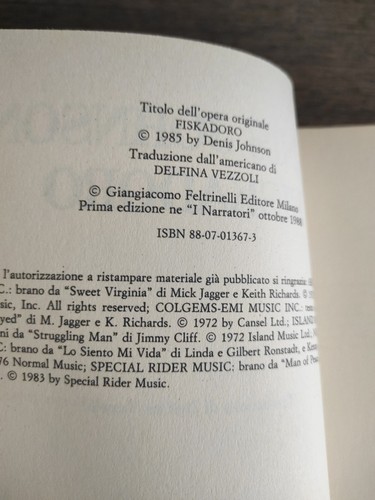 Titolo dell'opera originale
FISKADORO
© 1985 by Denis Johnson
Traduzione dall'americano di
DELFINA VEZZOLI
© Giangiacomo Feltrinelli Editore Milano
Prima edizione ne "I Narratori" ottobre
ISBN 88-07-01367-3
l'autorizzazione a ristampare materiale già pubblicato si ringrazia:
C.: brano da "Sweet Virginia" di Mick Jagger e Keith Richards. ©
sic, Inc. All rights reserved; COLGEMS-EMI MUSIC INC.:
yed" di M. Jagger e K. Richards. © 1972 by Cansel Ltd.;
ni da "Struggling Man" di Jimmy Cliff. © 1972 Island Music Ltd.
C: brano da "Lo Siento Mi Vida" di Linda e Gilbert Ronstadt, e
76 Normal Music; SPECIAL RIDER MUSIC: brano da "Man of
. © 1983 by Special Rider Music.